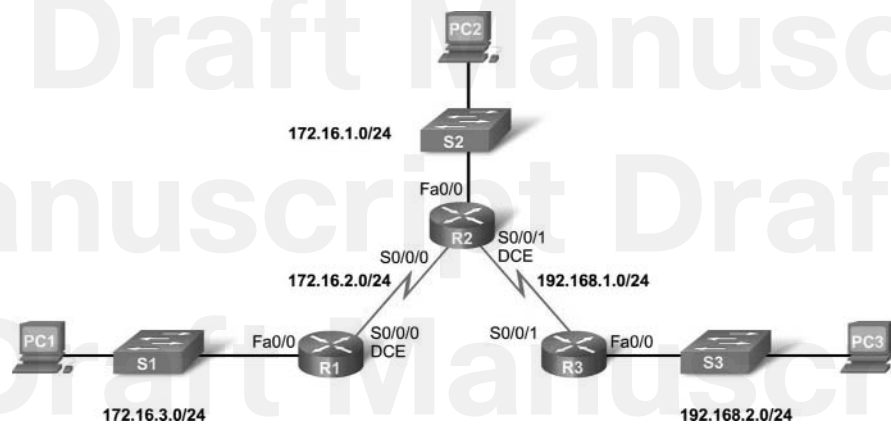 Draft Manusc
PC2
172.16.1.0/24
S2
Fa0/0
anuscript Draf
R2
S0/0/1
DCE
S0/0/0
172.16.2.0/24
192.168.1.0/24
Draft Manuscr
PC1
S1
Fa0/0
S0/0/0
DCE
R1
S0/0/1
R3
Fa0/0
S3
PC3
172.16.3.0/24
192.168.2.0/24